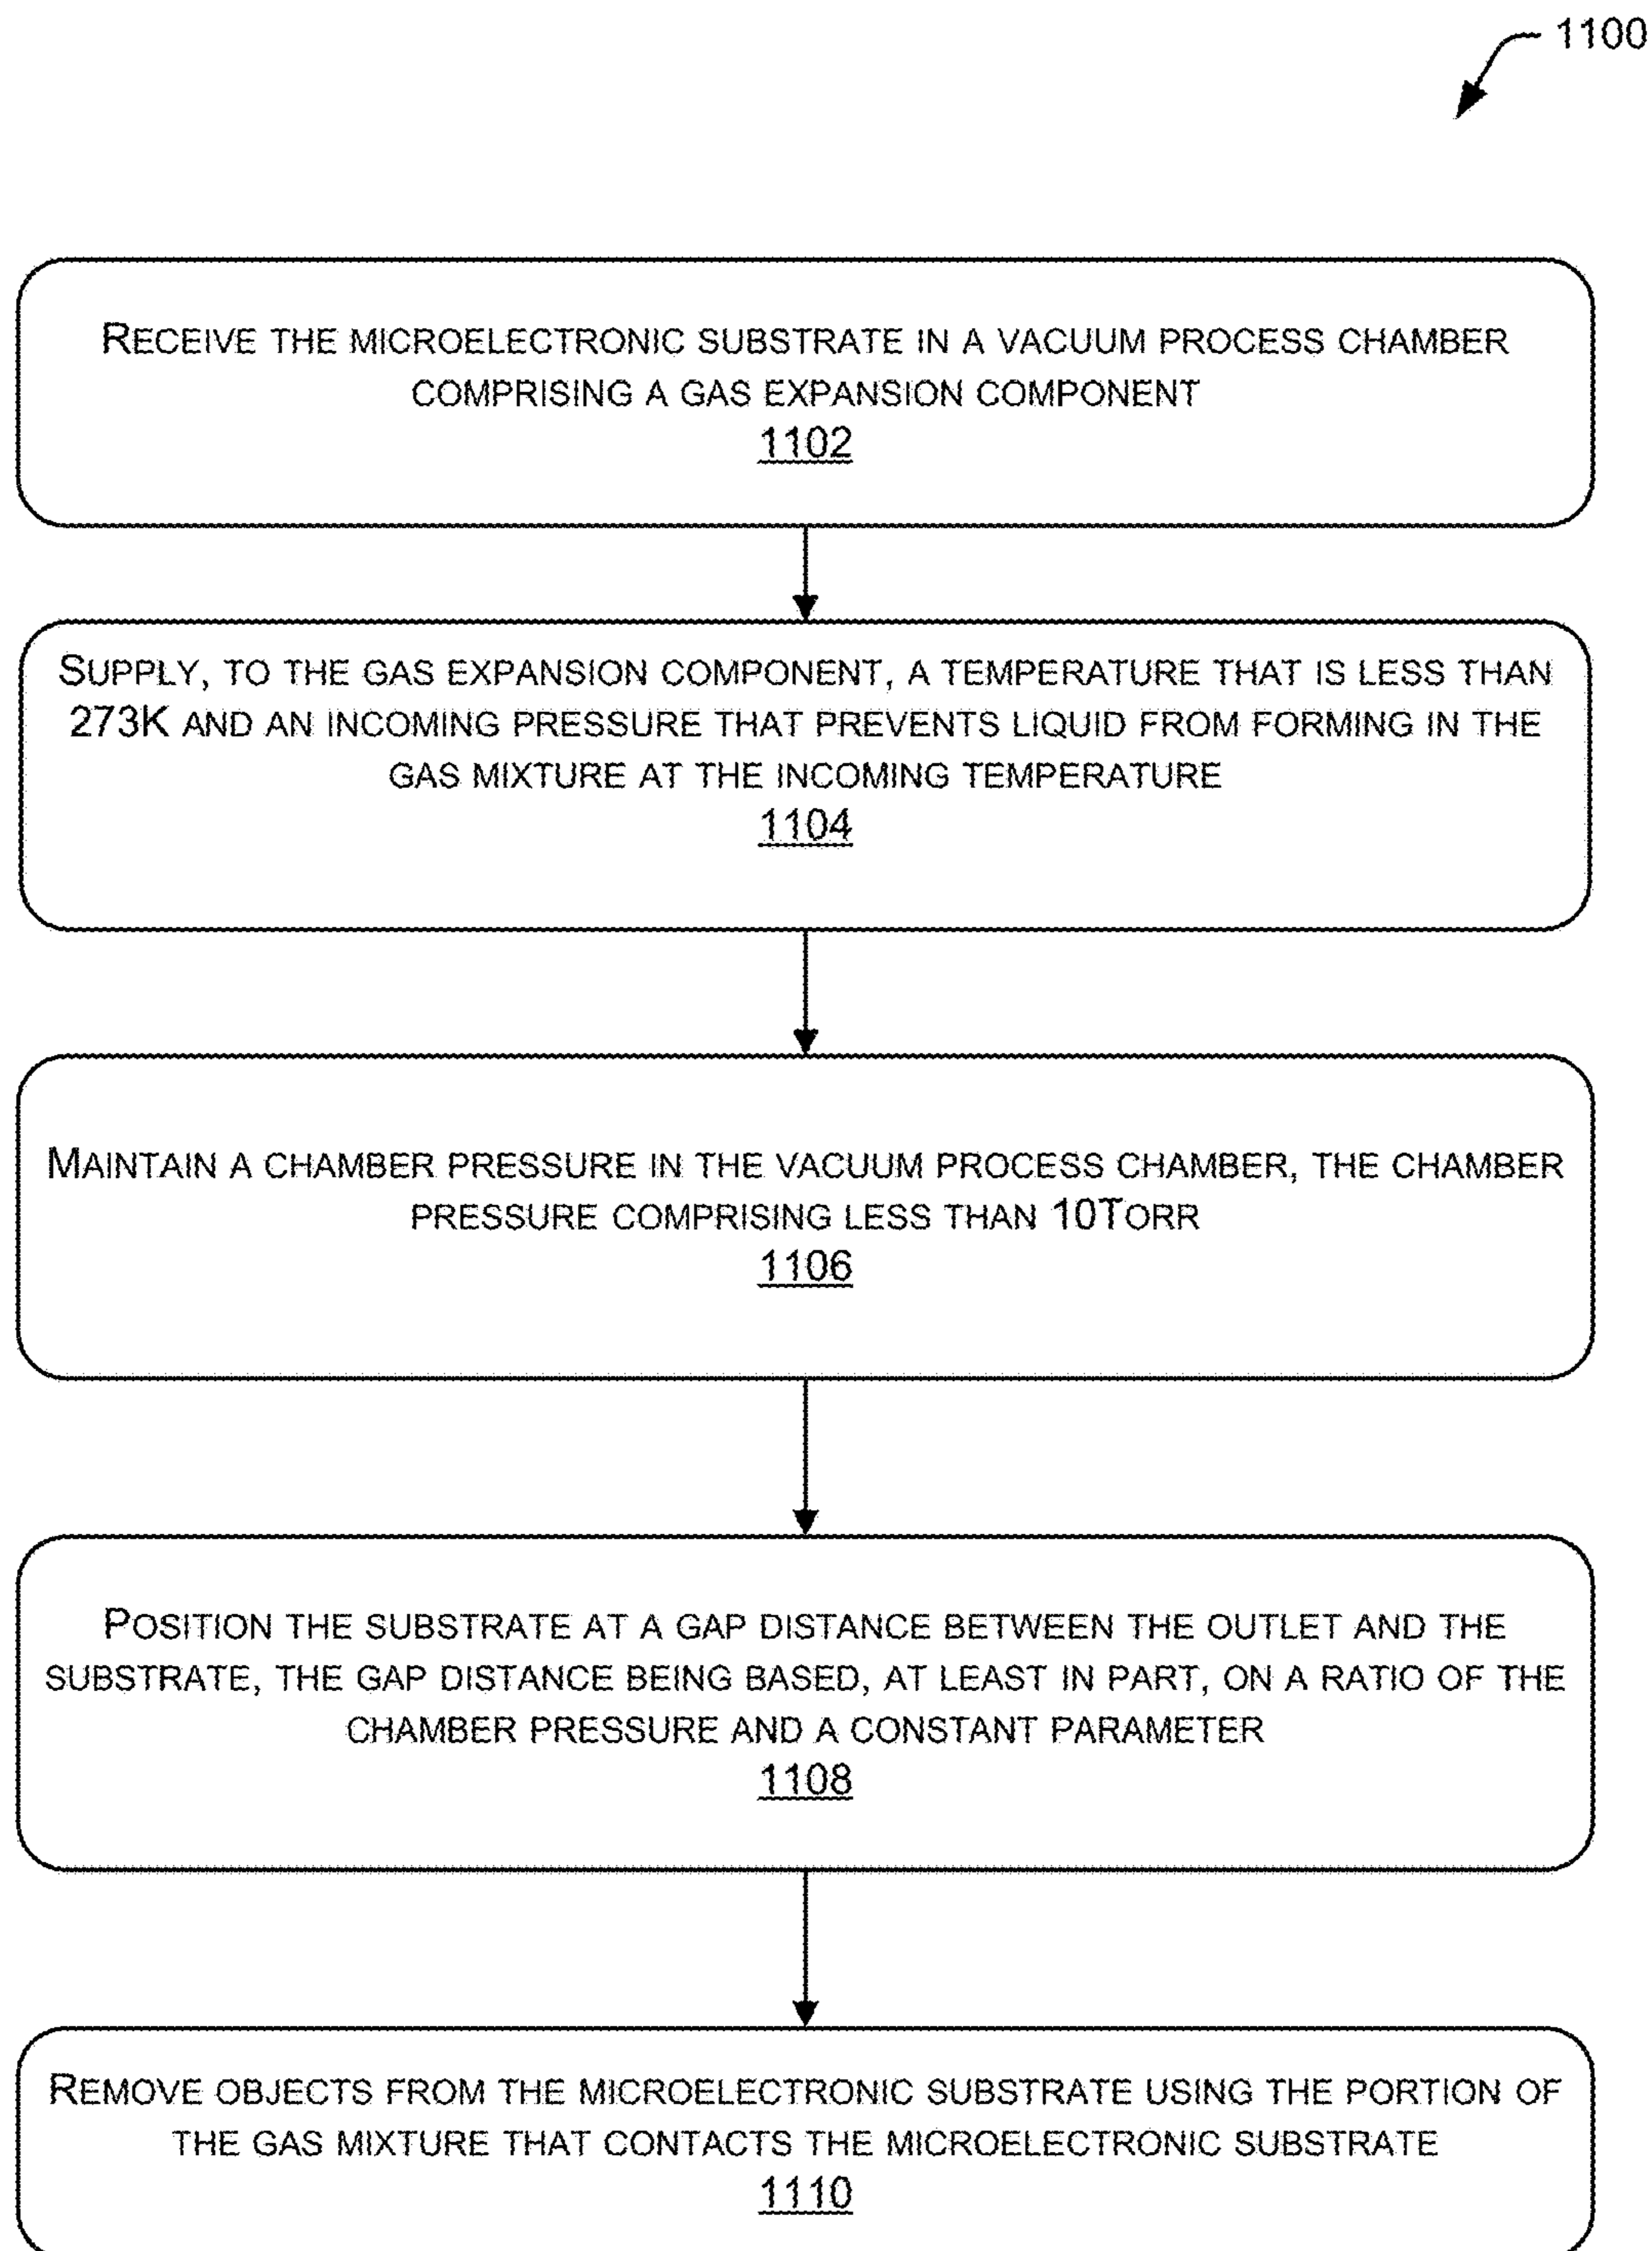 1100
RECEIVE THE MICROELECTRONIC SUBSTRATE IN A VACUUM PROCESS CHAMBER
COMPRISING A GAS EXPANSION COMPONENT
1102
SUPPLY, TO THE GAS EXPANSION COMPONENT, A TEMPERATURE THAT IS LESS THAN
273K AND AN INCOMING PRESSURE THAT PREVENTS LIQUID FROM FORMING IN THE
GAS MIXTURE AT THE INCOMING TEMPERATURE
1104
MAINTAIN A CHAMBER PRESSURE IN THE VACUUM PROCESS CHAMBER, THE CHAMBER
PRESSURE COMPRISING LESS THAN 10TORR
1106
POSITION THE SUBSTRATE AT A GAP DISTANCE BETWEEN THE OUTLET AND THE
SUBSTRATE, THE GAP DISTANCE BEING BASED, AT LEAST IN PART, ON A RATIO OF THE
CHAMBER PRESSURE AND A CONSTANT PARAMETER
1108
REMOVE OBJECTS FROM THE MICROELECTRONIC SUBSTRATE USING THE PORTION OF
THE GAS MIXTURE THAT CONTACTS THE MICROELECTRONIC SUBSTRATE
1110